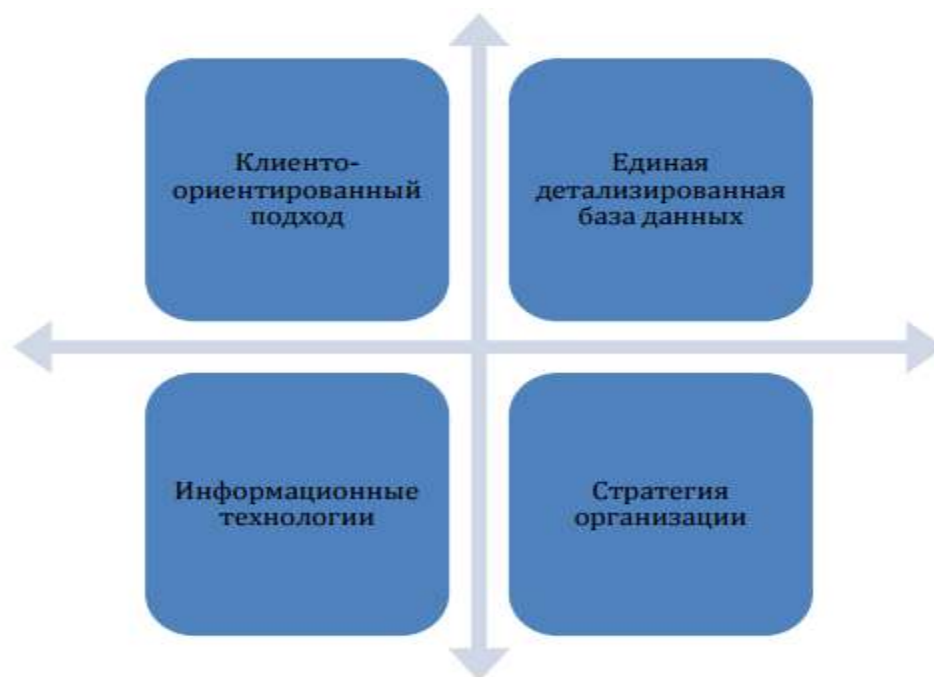 Клиенто-
ориентированный
подход
Единая
детализированная
база данных
Информационные
технологии
Стратегия
организации